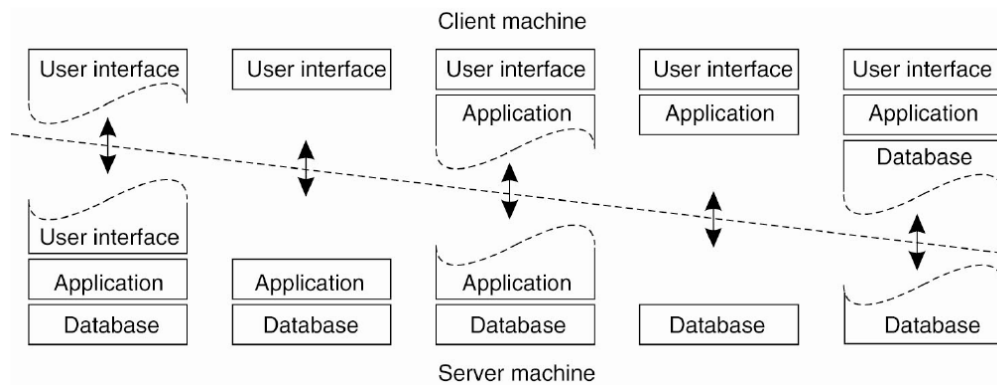 Client machine
User interface
User interface
User interface
User interface
User interface
Application
Application
Application
Database
User interface
Application
Application
Application
Database
Database
Database
Database
Database
Server machine